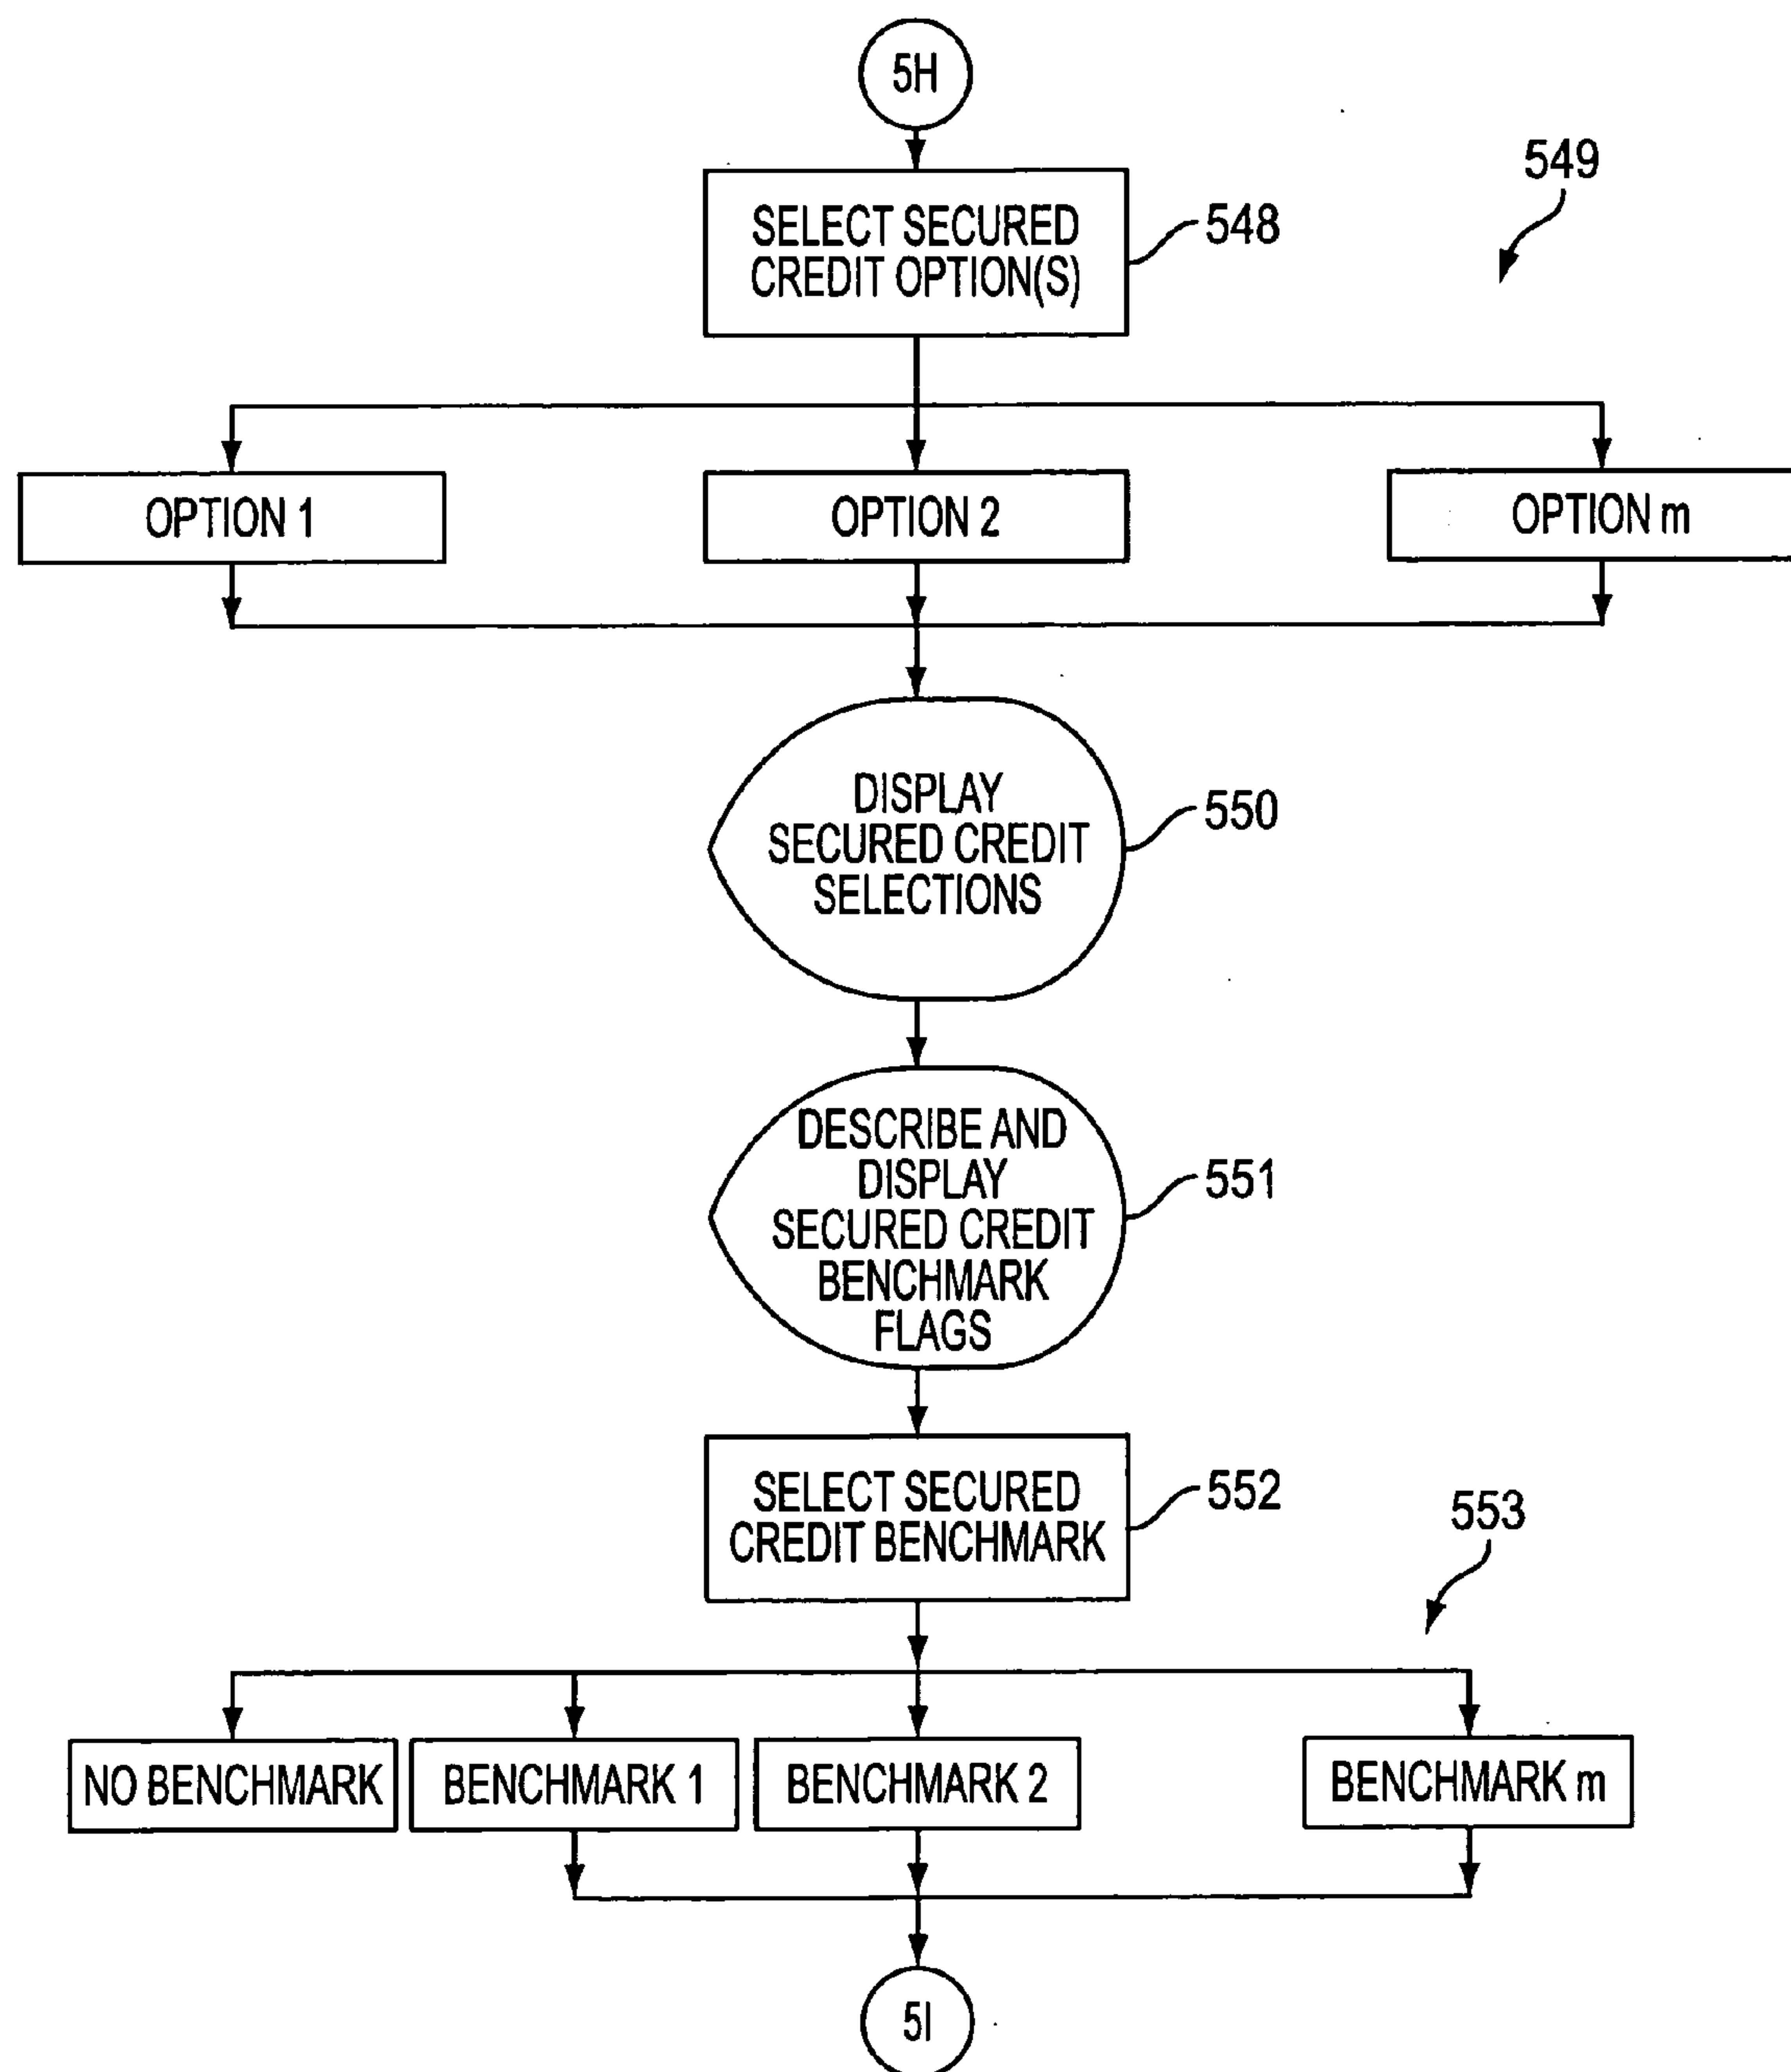 5H
549
SELECT SECURED
CREDIT OPTION(S)
548
OPTION 1
OPTION 2
OPTION m
DISPLAY
SECURED CREDIT
SELECTIONS
550
DESCRIBE AND
DISPLAY
SECURED CREDIT
BENCHMARK
FLAGS
551
SELECT SECURED
CREDIT BENCHMARK
552
553
NO BENCHMARK
BENCHMARK 1
BENCHMARK 2
BENCHMARK m
5I